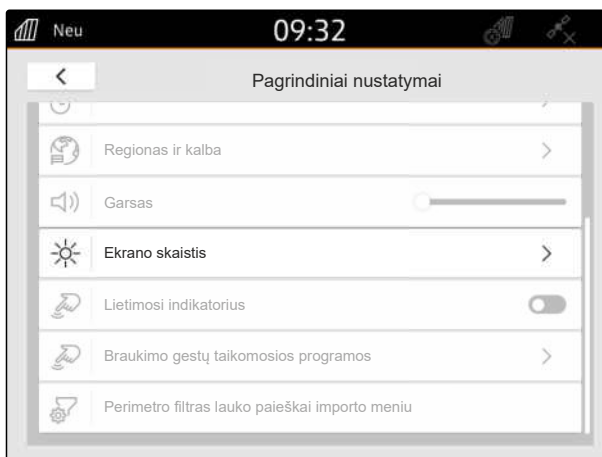 Neu
09:32
Pagrindiniai nustatymai
Regionas ir kalba
Garsas
Ekrano skaistis
Lietimosi indikatorius
Braukimo gestų taikomosios programos
Perimetro filtras lauko paieškai importo meniu